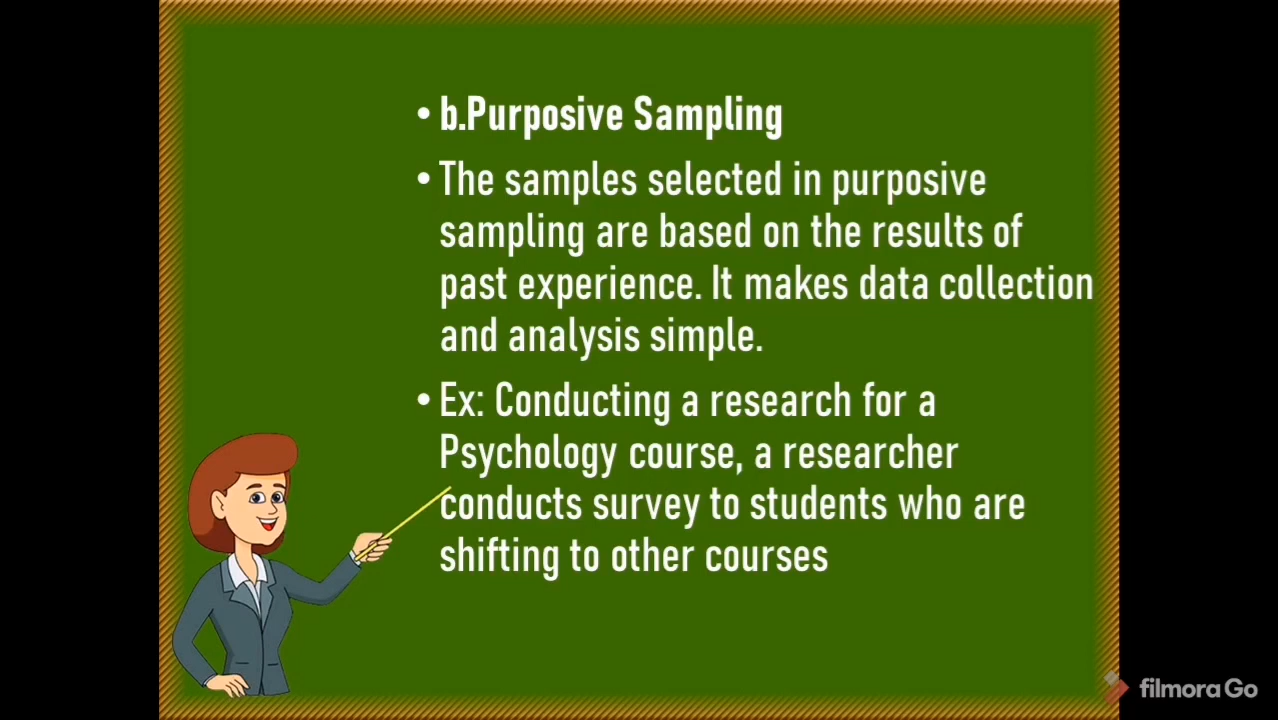 • b.Purposive Sampling
• The samples selected in purposive
sampling are based on the results of
past experience. It makes data collection
and analysis simple.
• Ex: Conducting a research for a
Psychology course, a researcher
conducts survey to students who are
shifting to other courses
filmora Go